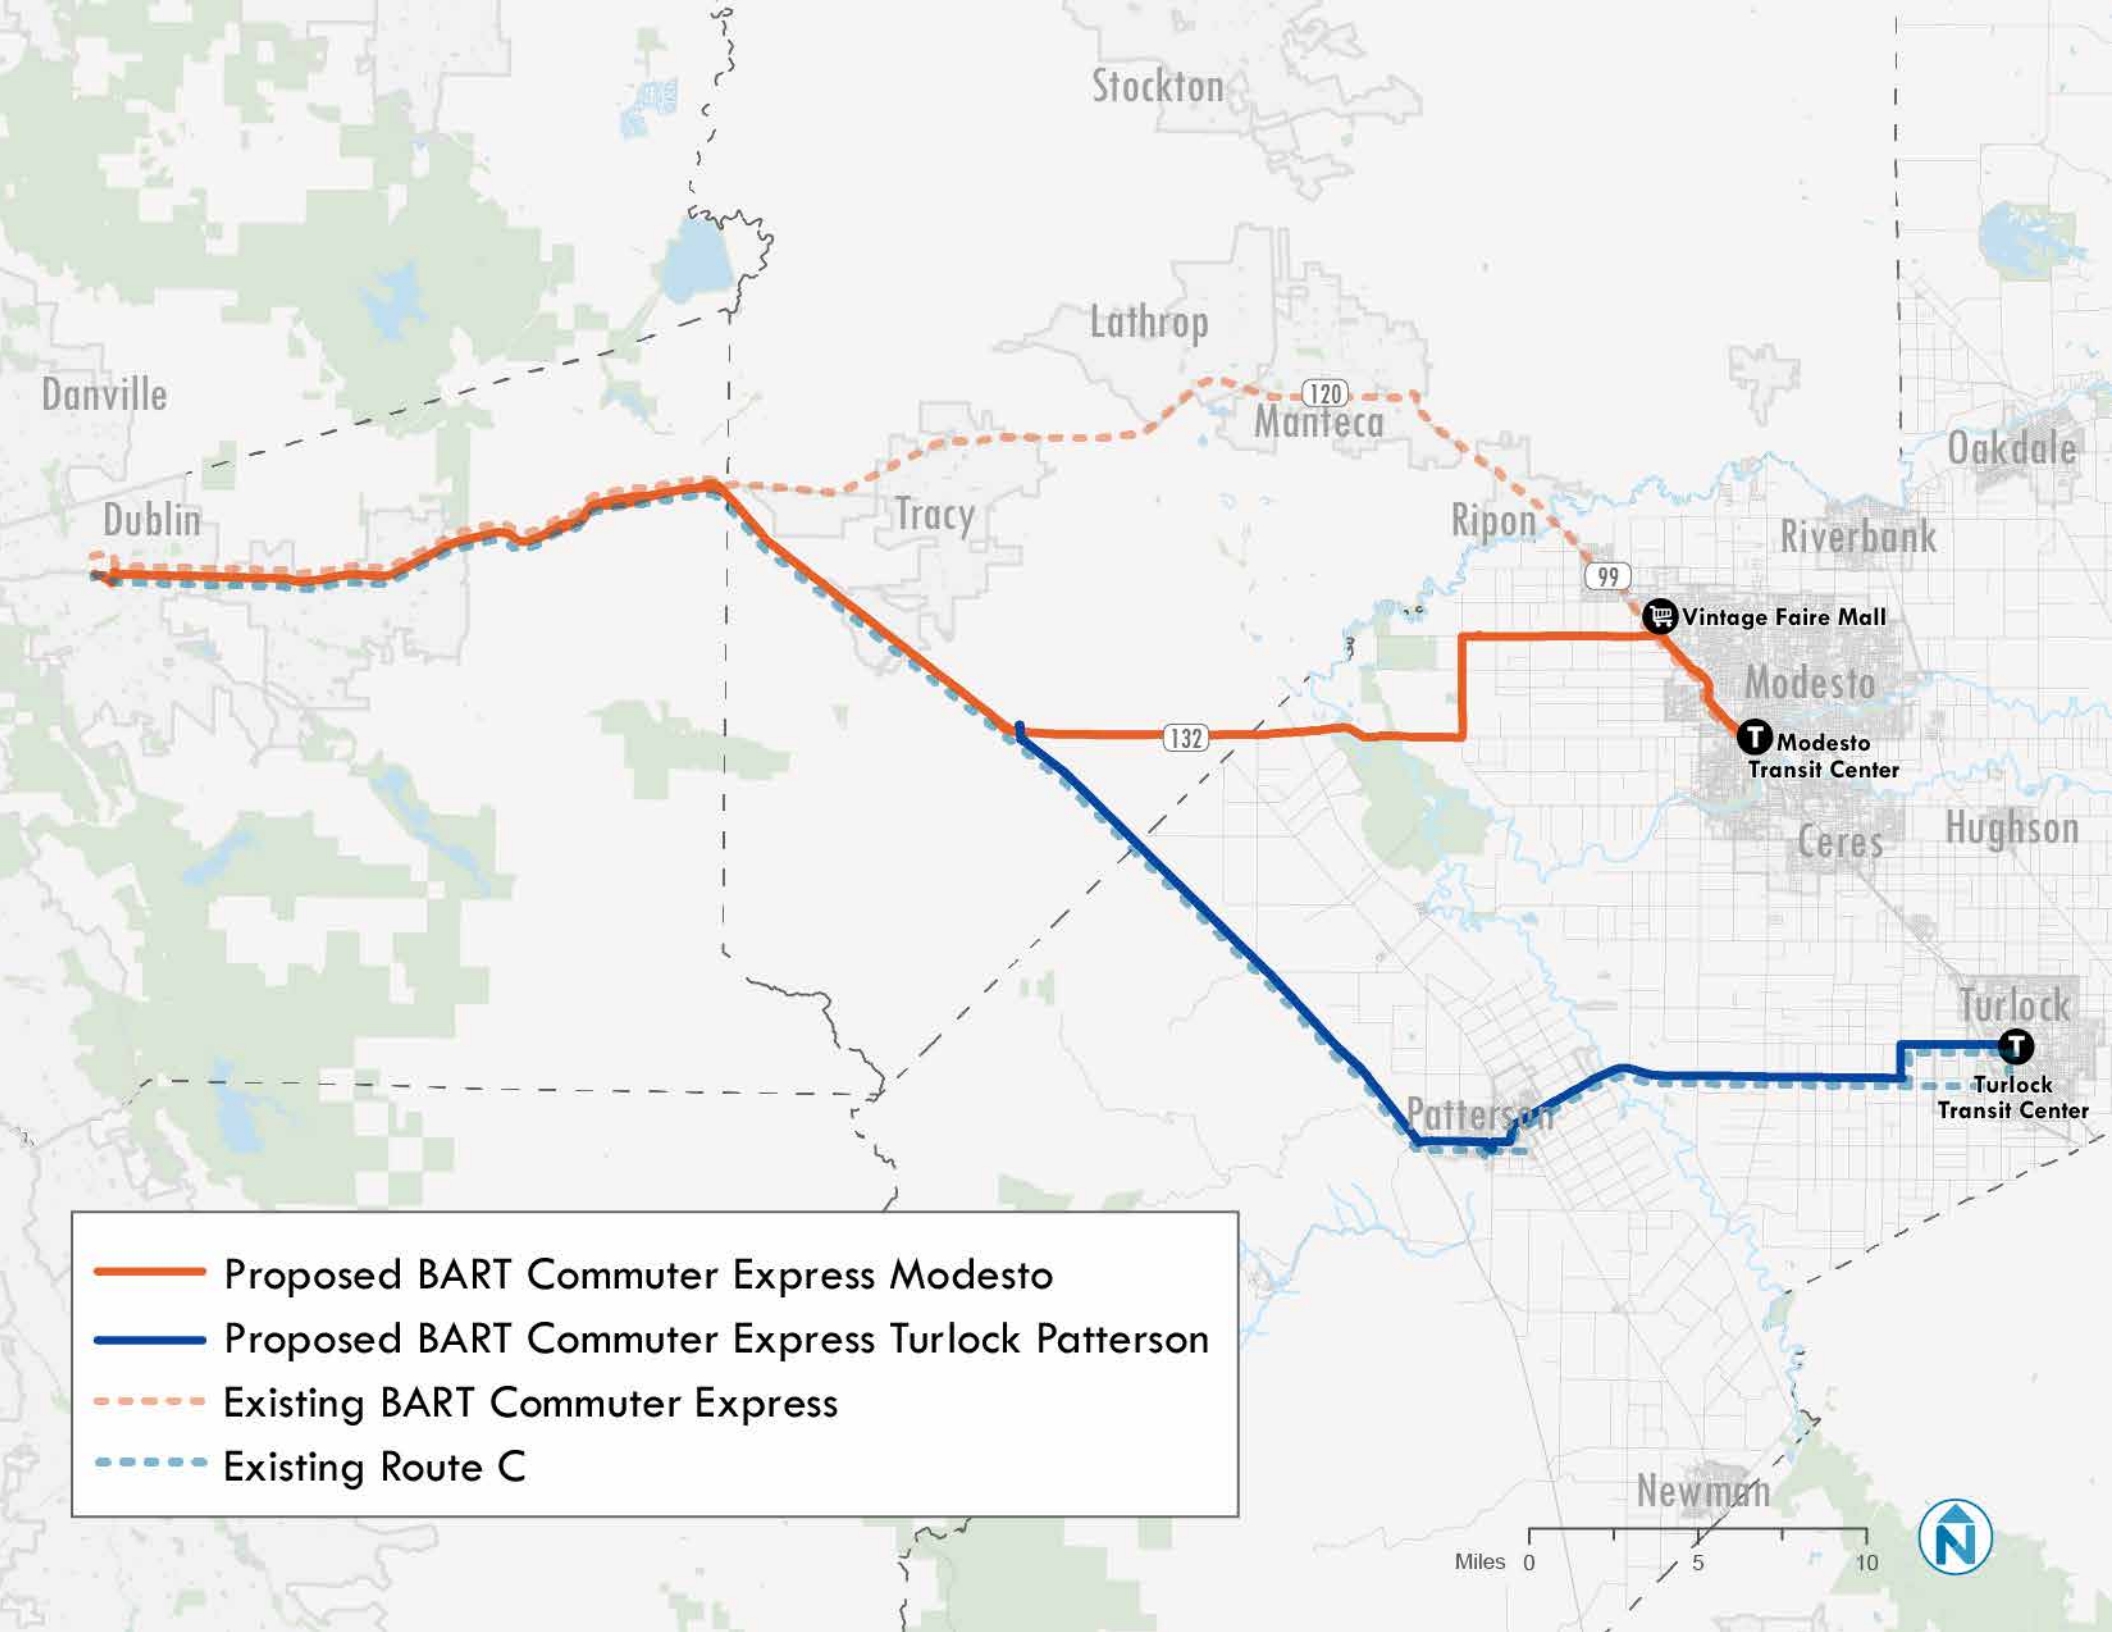 Stockton
Lathrop
120
Manteca
Danville
Oakdale
Dublin
Tracy
Ripon
Riverbank
99
Vintage Faire Mall
Modesto
132
T
Modesto
Transit Center
Ceres
Hughson
Turlock
T
Turlock
Transit Center
Patterson
Proposed BART Commuter Express Modesto
Proposed BART Commuter Express Turlock Patterson
Existing BART Commuter Express
Existing Route C
Newman
Miles 0 5 10
N